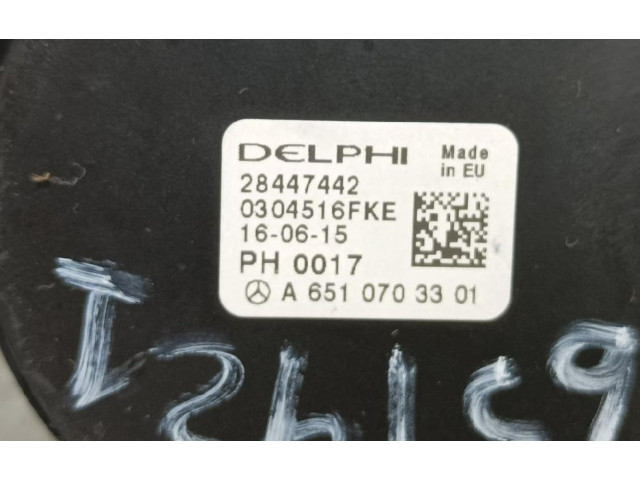 DELPHI Made in EU
28447442
0304516FKE
16-06-15
PH 0017
A 651 070 33 01